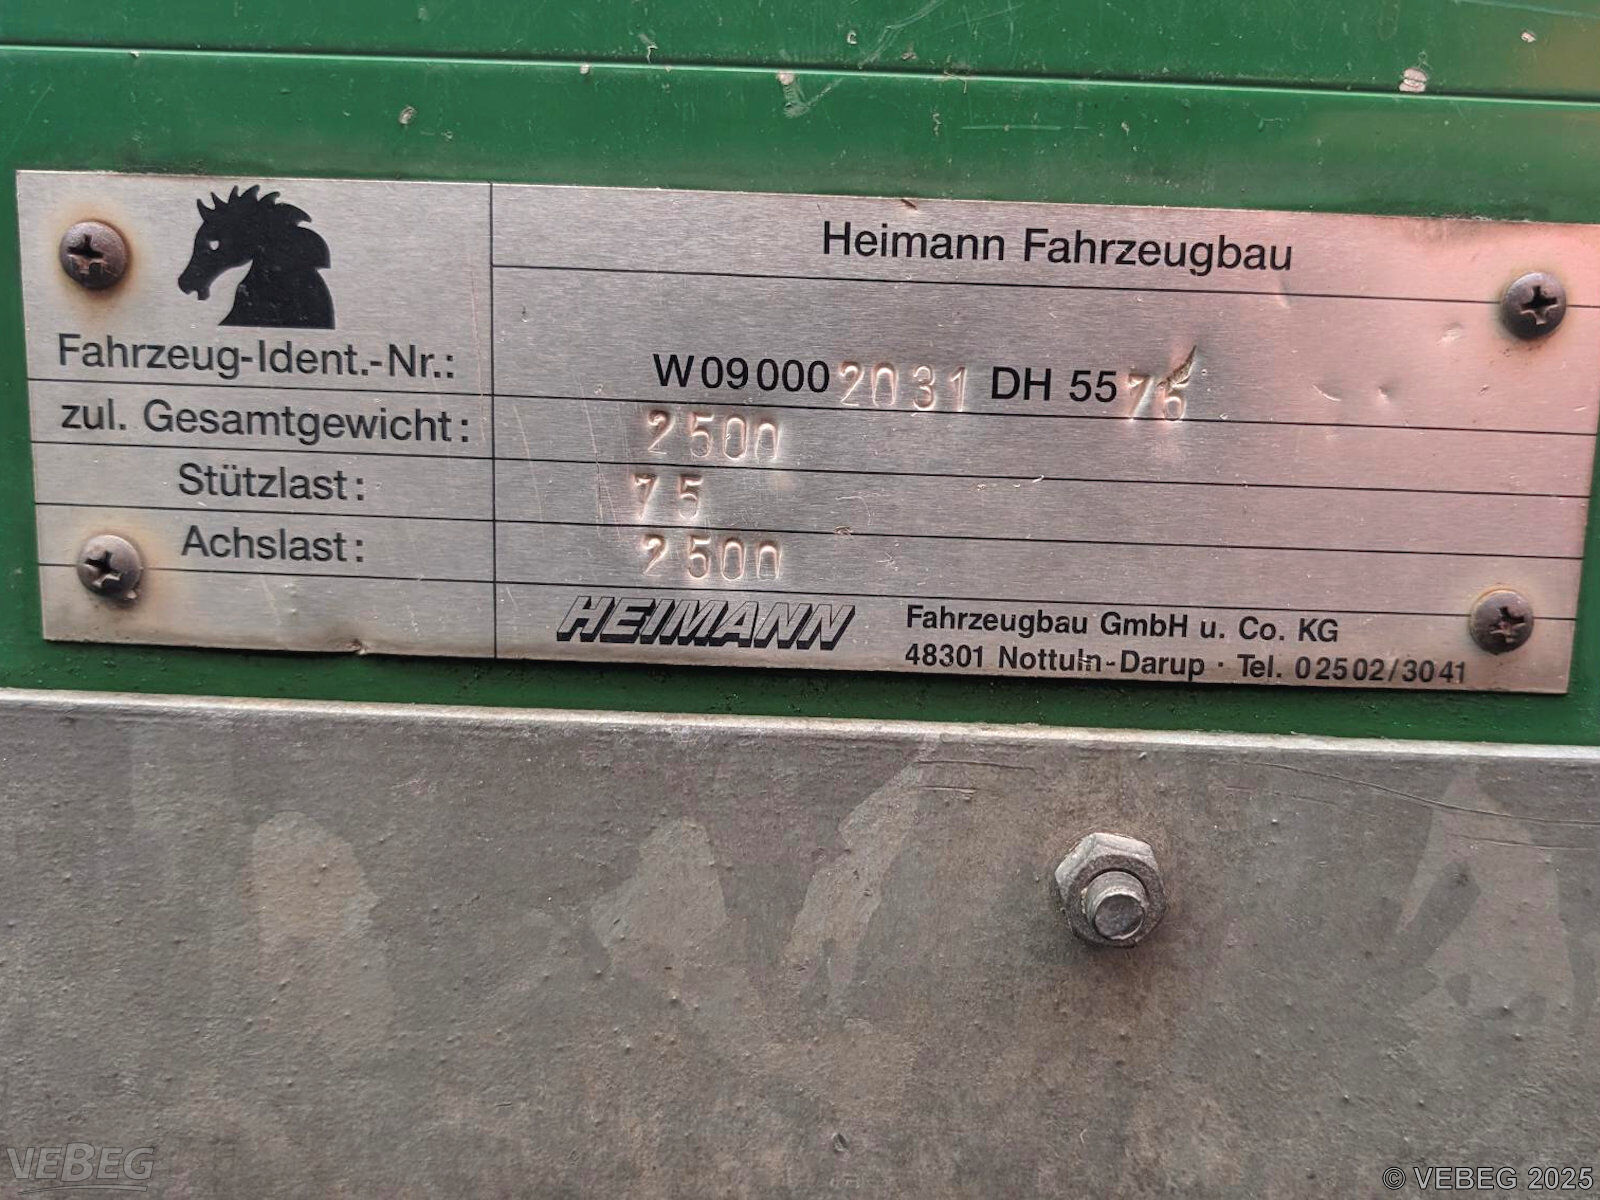 Heimann Fahrzeugbau
Fahrzeug-Ident.-Nr.: W09000 2031 DH 5576
zul. Gesamtgewicht: 2500
Stützlast: 75
Achslast: 2500
HEIMANN Fahrzeugbau GmbH u. Co. KG
48301 Nottuln-Darup · Tel. 02502/3041
VEBEG
© VEBEG 2025